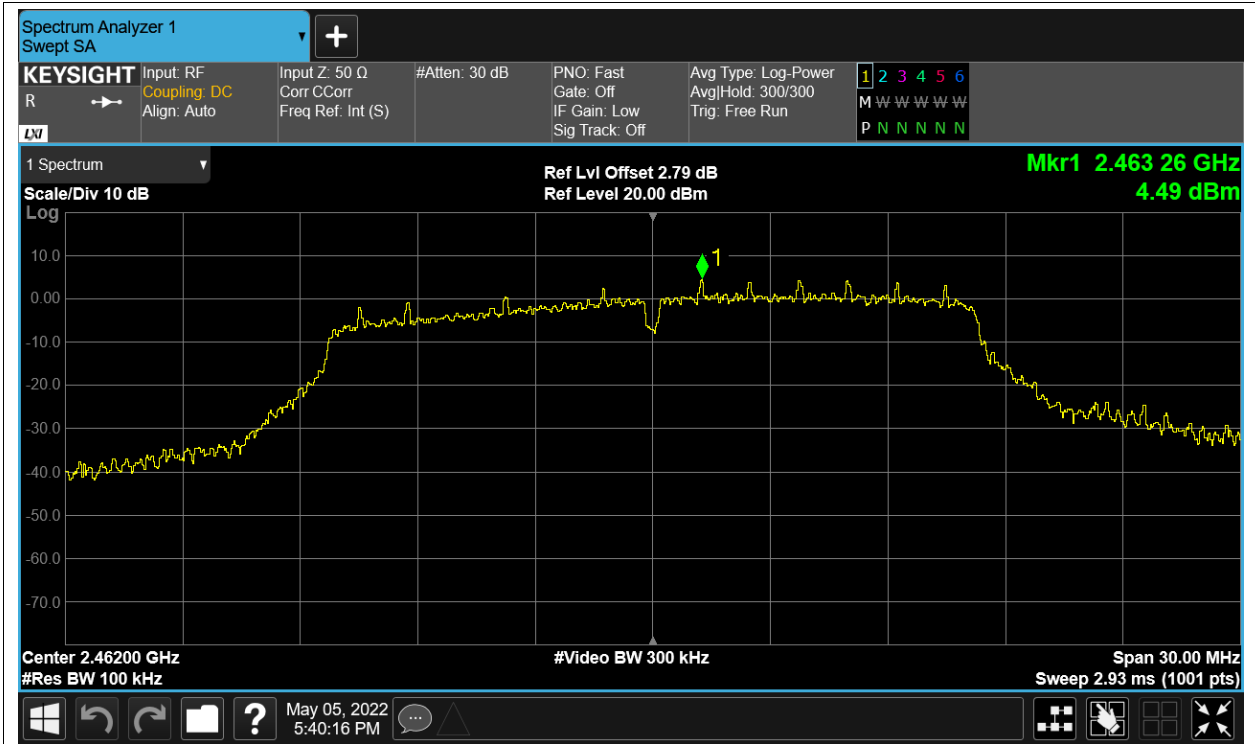 Spectrum Analyzer 1
Swept SA
KEYSIGHT
R
LXI
Input: RF
Coupling: DC
Align: Auto
Input Z: 50 Ω
Corr CCorr
Freq Ref: Int (S)
#Atten: 30 dB
PNO: Fast
Gate: Off
IF Gain: Low
Sig Track: Off
Avg Type: Log-Power
Avg|Hold: 300/300
Trig: Free Run
1 2 3 4 5 6
M W W W W W
P N N N N N
1 Spectrum
Scale/Div 10 dB
Log
Ref Lvl Offset 2.79 dB
Ref Level 20.00 dBm
Mkr1 2.463 26 GHz
4.49 dBm
1
10.0
0.00
-10.0
-20.0
-30.0
-40.0
-50.0
-60.0
-70.0
Center 2.46200 GHz
#Res BW 100 kHz
#Video BW 300 kHz
Span 30.00 MHz
Sweep 2.93 ms (1001 pts)
?
May 05, 2022
5:40:16 PM